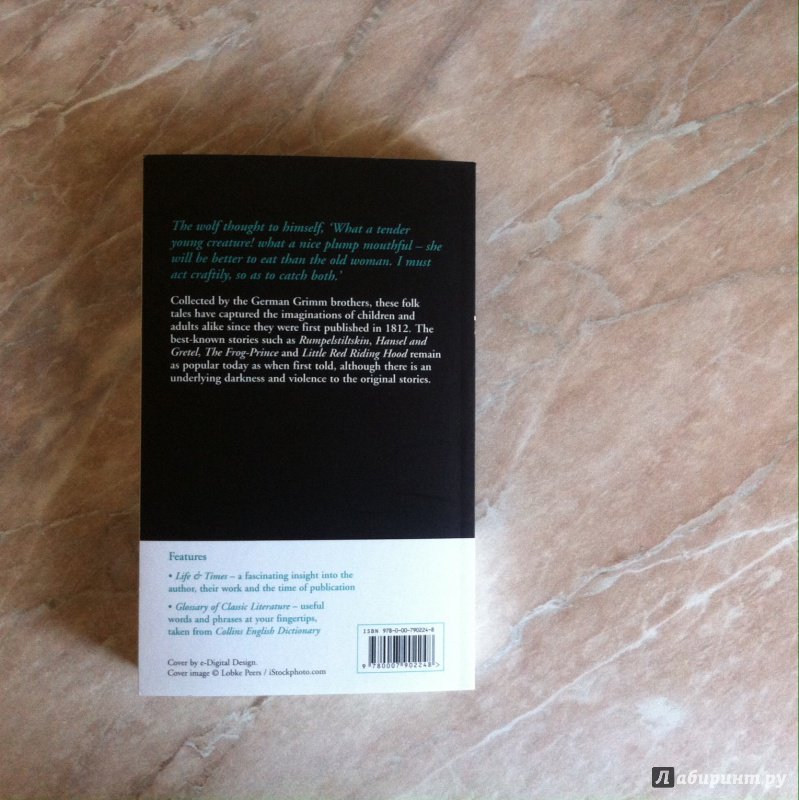 The wolf thought to himself, ‘What a tender
young creature! what a nice plump mouthful – she
will be better to eat than the old woman. I must
act craftily, so as to catch both.’
Collected by the German Grimm brothers, these folk
tales have captured the imaginations of children and
adults alike since they were first published in 1812. The
best-known stories such as Rumpelstiltskin, Hansel and
Gretel, The Frog-Prince and Little Red Riding Hood remain
as popular today as when first told, although there is an
underlying darkness and violence to the original stories.
Features
• Life & Times – a fascinating insight into the
author, their work and the time of publication
• Glossary of Classic Literature – useful
words and phrases at your fingertips,
taken from Collins English Dictionary
ISBN 978-0-00-790224-8
9 780007 902248 >
Cover by e-Digital Design.
Cover image © Lobke Peers / iStockphoto.com
Лабиринт.ру